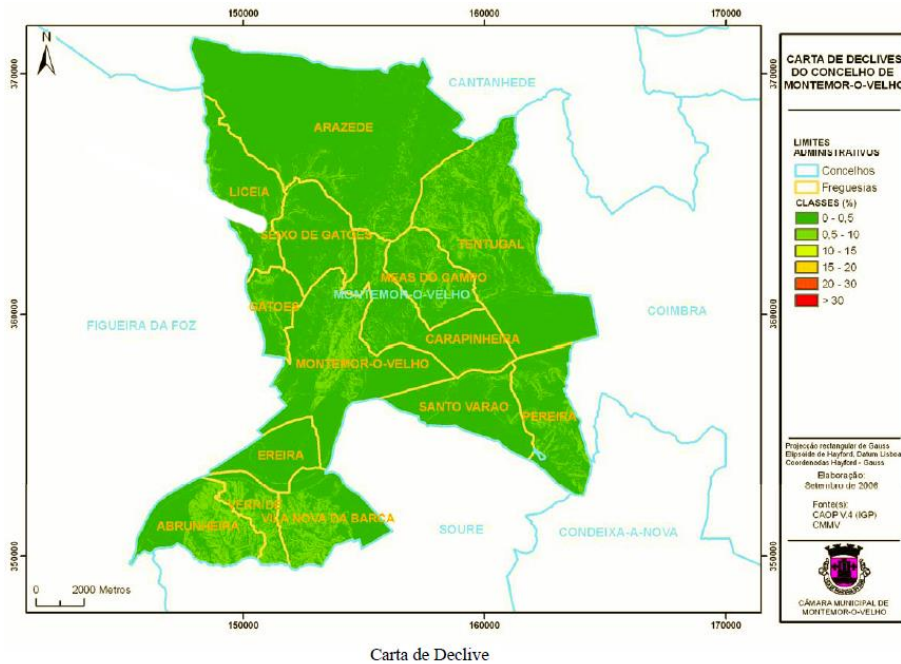 150000
160000
170000
370000
370000
360000
360000
350000
350000
N
CANTANHEDE
ARAZEDE
LICEIA
SEIXO DE GATOES
TENTUGAL
MEAS DO CAMPO
MONTEMOR-O-VELHO
GATOES
FIGUEIRA DA FOZ
COIMBRA
CARAPINHEIRA
MONTEMOR-O-VELHO
SANTO VARAO
PEREIRA
EREIRA
VERRIDE
ABRUNHEIRA
VILA NOVA DA BARCA
SOURE
CONDEIXA-A-NOVA
0 2000 Metros
150000
160000
170000
CARTA DE DECLIVES
DO CONCELHO DE
MONTEMOR-O-VELHO
LIMITES
ADMINISTRATIVOS
Concelhos
Freguesias
CLASSES (%)
0 - 0,5
0,5 - 10
10 - 15
15 - 20
20 - 30
> 30
Projecção rectangular de Gauss
Elipsóide de Hayford, Datum Lisboa
Coordenadas Hayford - Gauss
Elaboração:
Setembro de 2006
Fonte(s):
CAOP V.4 (IGP)
CMMV
CÂMARA MUNICIPAL DE
MONTEMOR-O-VELHO
Carta de Declive